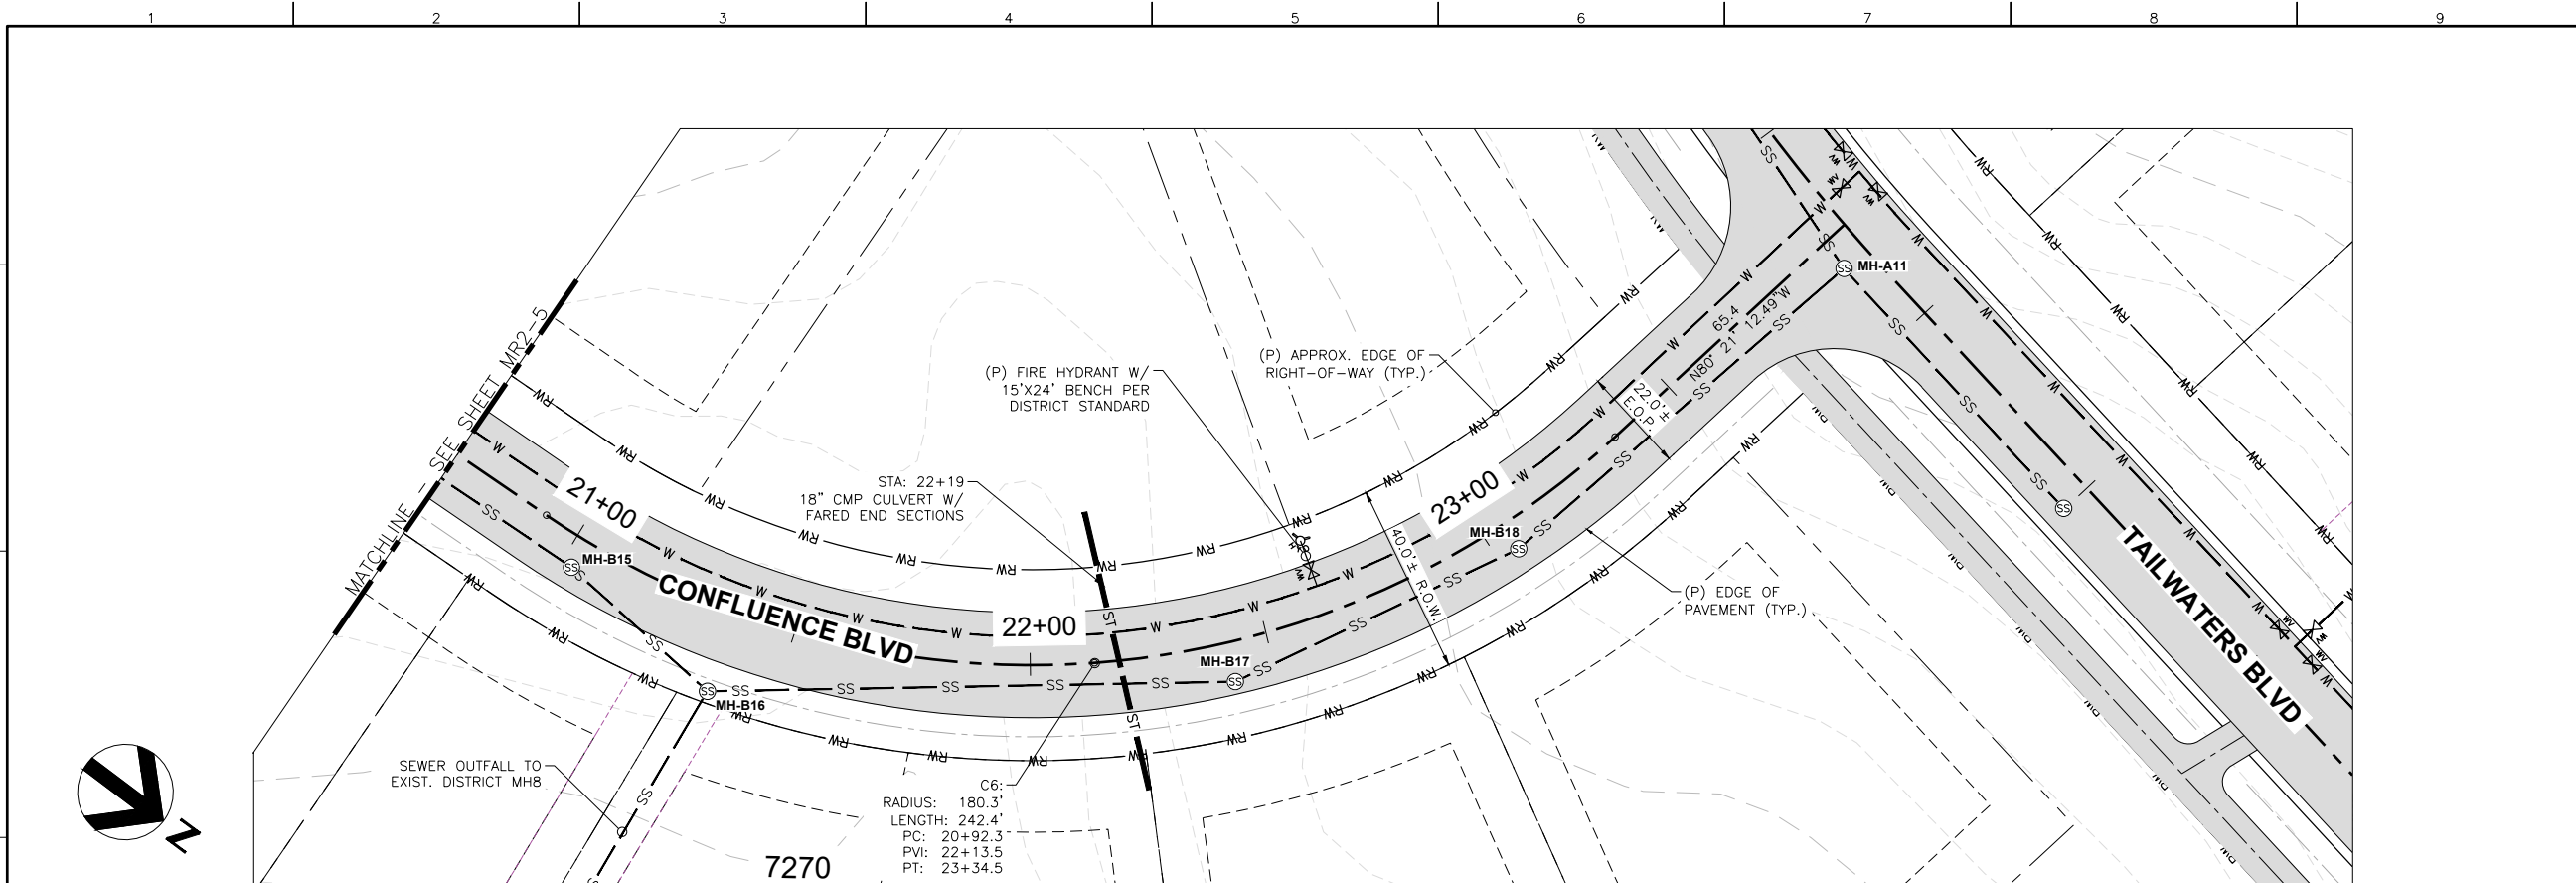 1 2 3 4 5 6 7 8 9
MATCHLINE - SEE SHEET MR2-5
(P) FIRE HYDRANT W/
15'X24' BENCH PER
DISTRICT STANDARD
(P) APPROX. EDGE OF
RIGHT-OF-WAY (TYP.)
STA: 22+19
18" CMP CULVERT W/
FARED END SECTIONS
21+00
22+00
23+00
CONFLUENCE BLVD
TAILWATERS BLVD
MH-A11
MH-B15
MH-B16
MH-B17
MH-B18
65.4
N80° 21' 12.49"W
22.0'±
E.O.P.
40.0'± R.O.W.
(P) EDGE OF
PAVEMENT (TYP.)
SEWER OUTFALL TO
EXIST. DISTRICT MH8
C6:
RADIUS: 180.3'
LENGTH: 242.4'
PC: 20+92.3
PVI: 22+13.5
PT: 23+34.5
7270
Z
RW
W
SS
ST
WV